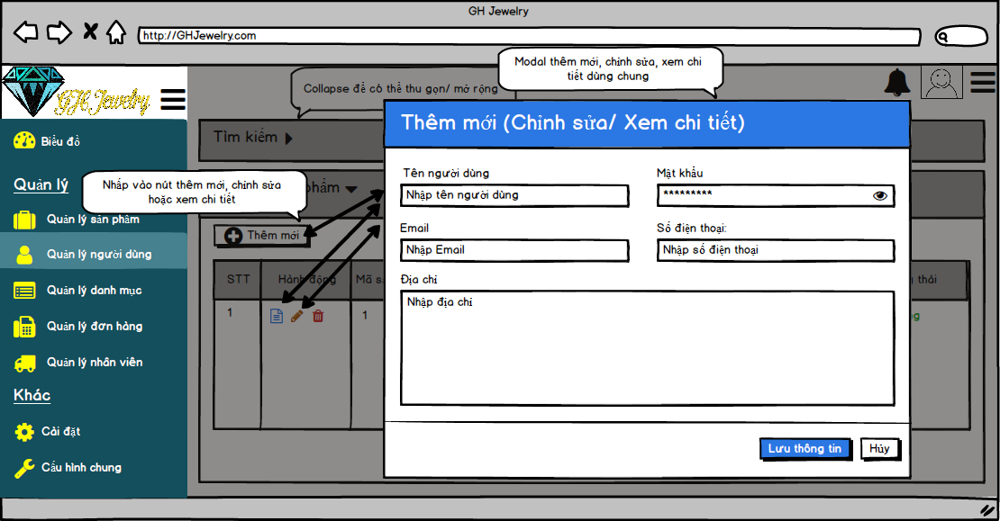 GH Jewelry
http://GHJewelry.com
Modal thêm mới, chỉnh sửa, xem chi
tiết dùng chung
GH Jewelry
Collapse để có thể thu gọn/ mở rộng
Thêm mới (Chỉnh sửa/ Xem chi tiết)
Tìm kiếm
Biểu đồ
Quản lý
Nhấp vào nút thêm mới, chỉnh sửa
hoặc xem chi tiết
phẩm
Quản lý sản phẩm
Quản lý người dùng
Quản lý danh mục
Quản lý đơn hàng
Quản lý nhân viên
Khác
Cài đặt
Cấu hình chung
Thêm mới
STT
Hành động
Mã s
thái
1
1
g
Tên người dùng
Mật khẩu
Nhập tên người dùng
*********
Email
Số điện thoại:
Nhập Email
Nhập số điện thoại
Địa chỉ
Nhập địa chỉ
Lưu thông tin
Hủy